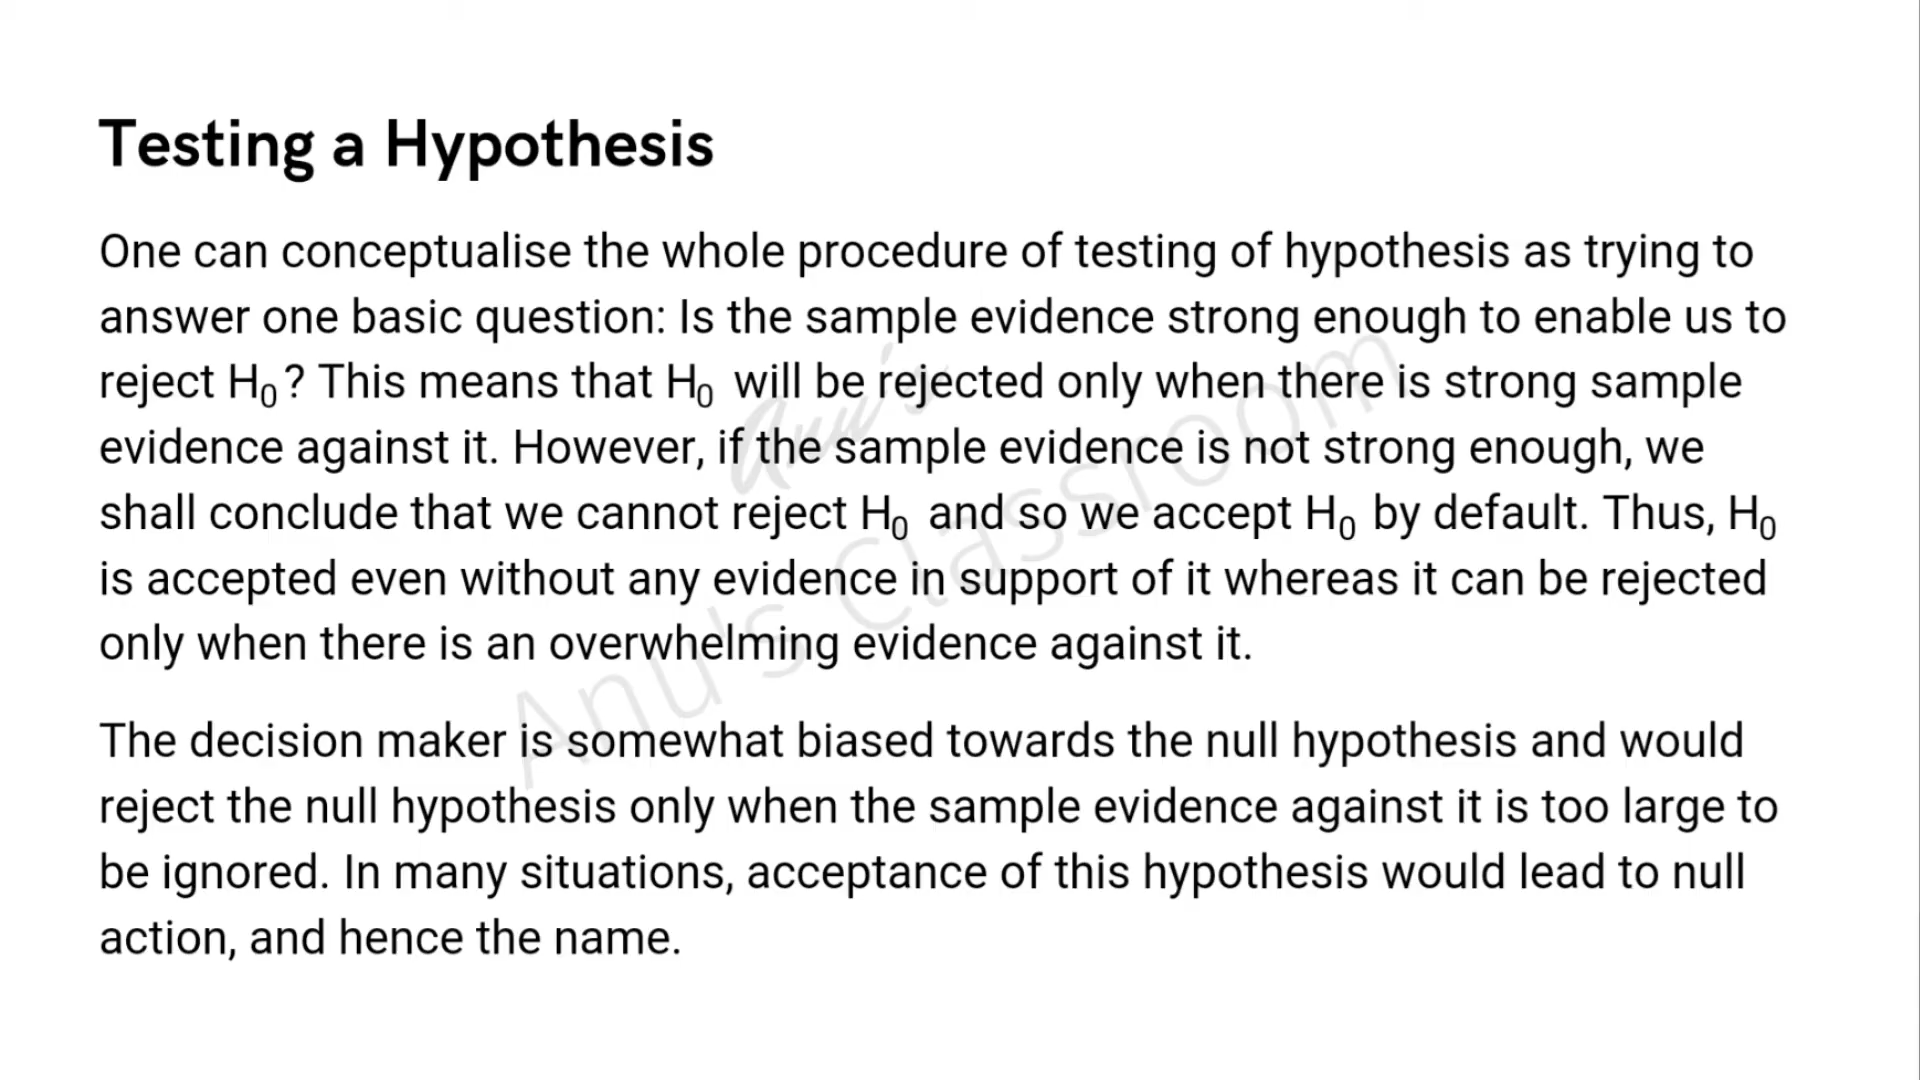 Testing a Hypothesis
One can conceptualise the whole procedure of testing of hypothesis as trying to
answer one basic question: Is the sample evidence strong enough to enable us to
reject H₀? This means that H₀ will be rejected only when there is strong sample
evidence against it. However, if the sample evidence is not strong enough, we
shall conclude that we cannot reject H₀ and so we accept H₀ by default. Thus, H₀
is accepted even without any evidence in support of it whereas it can be rejected
only when there is an overwhelming evidence against it.
The decision maker is somewhat biased towards the null hypothesis and would
reject the null hypothesis only when the sample evidence against it is too large to
be ignored. In many situations, acceptance of this hypothesis would lead to null
action, and hence the name.
Anu's
Anu's Classroom